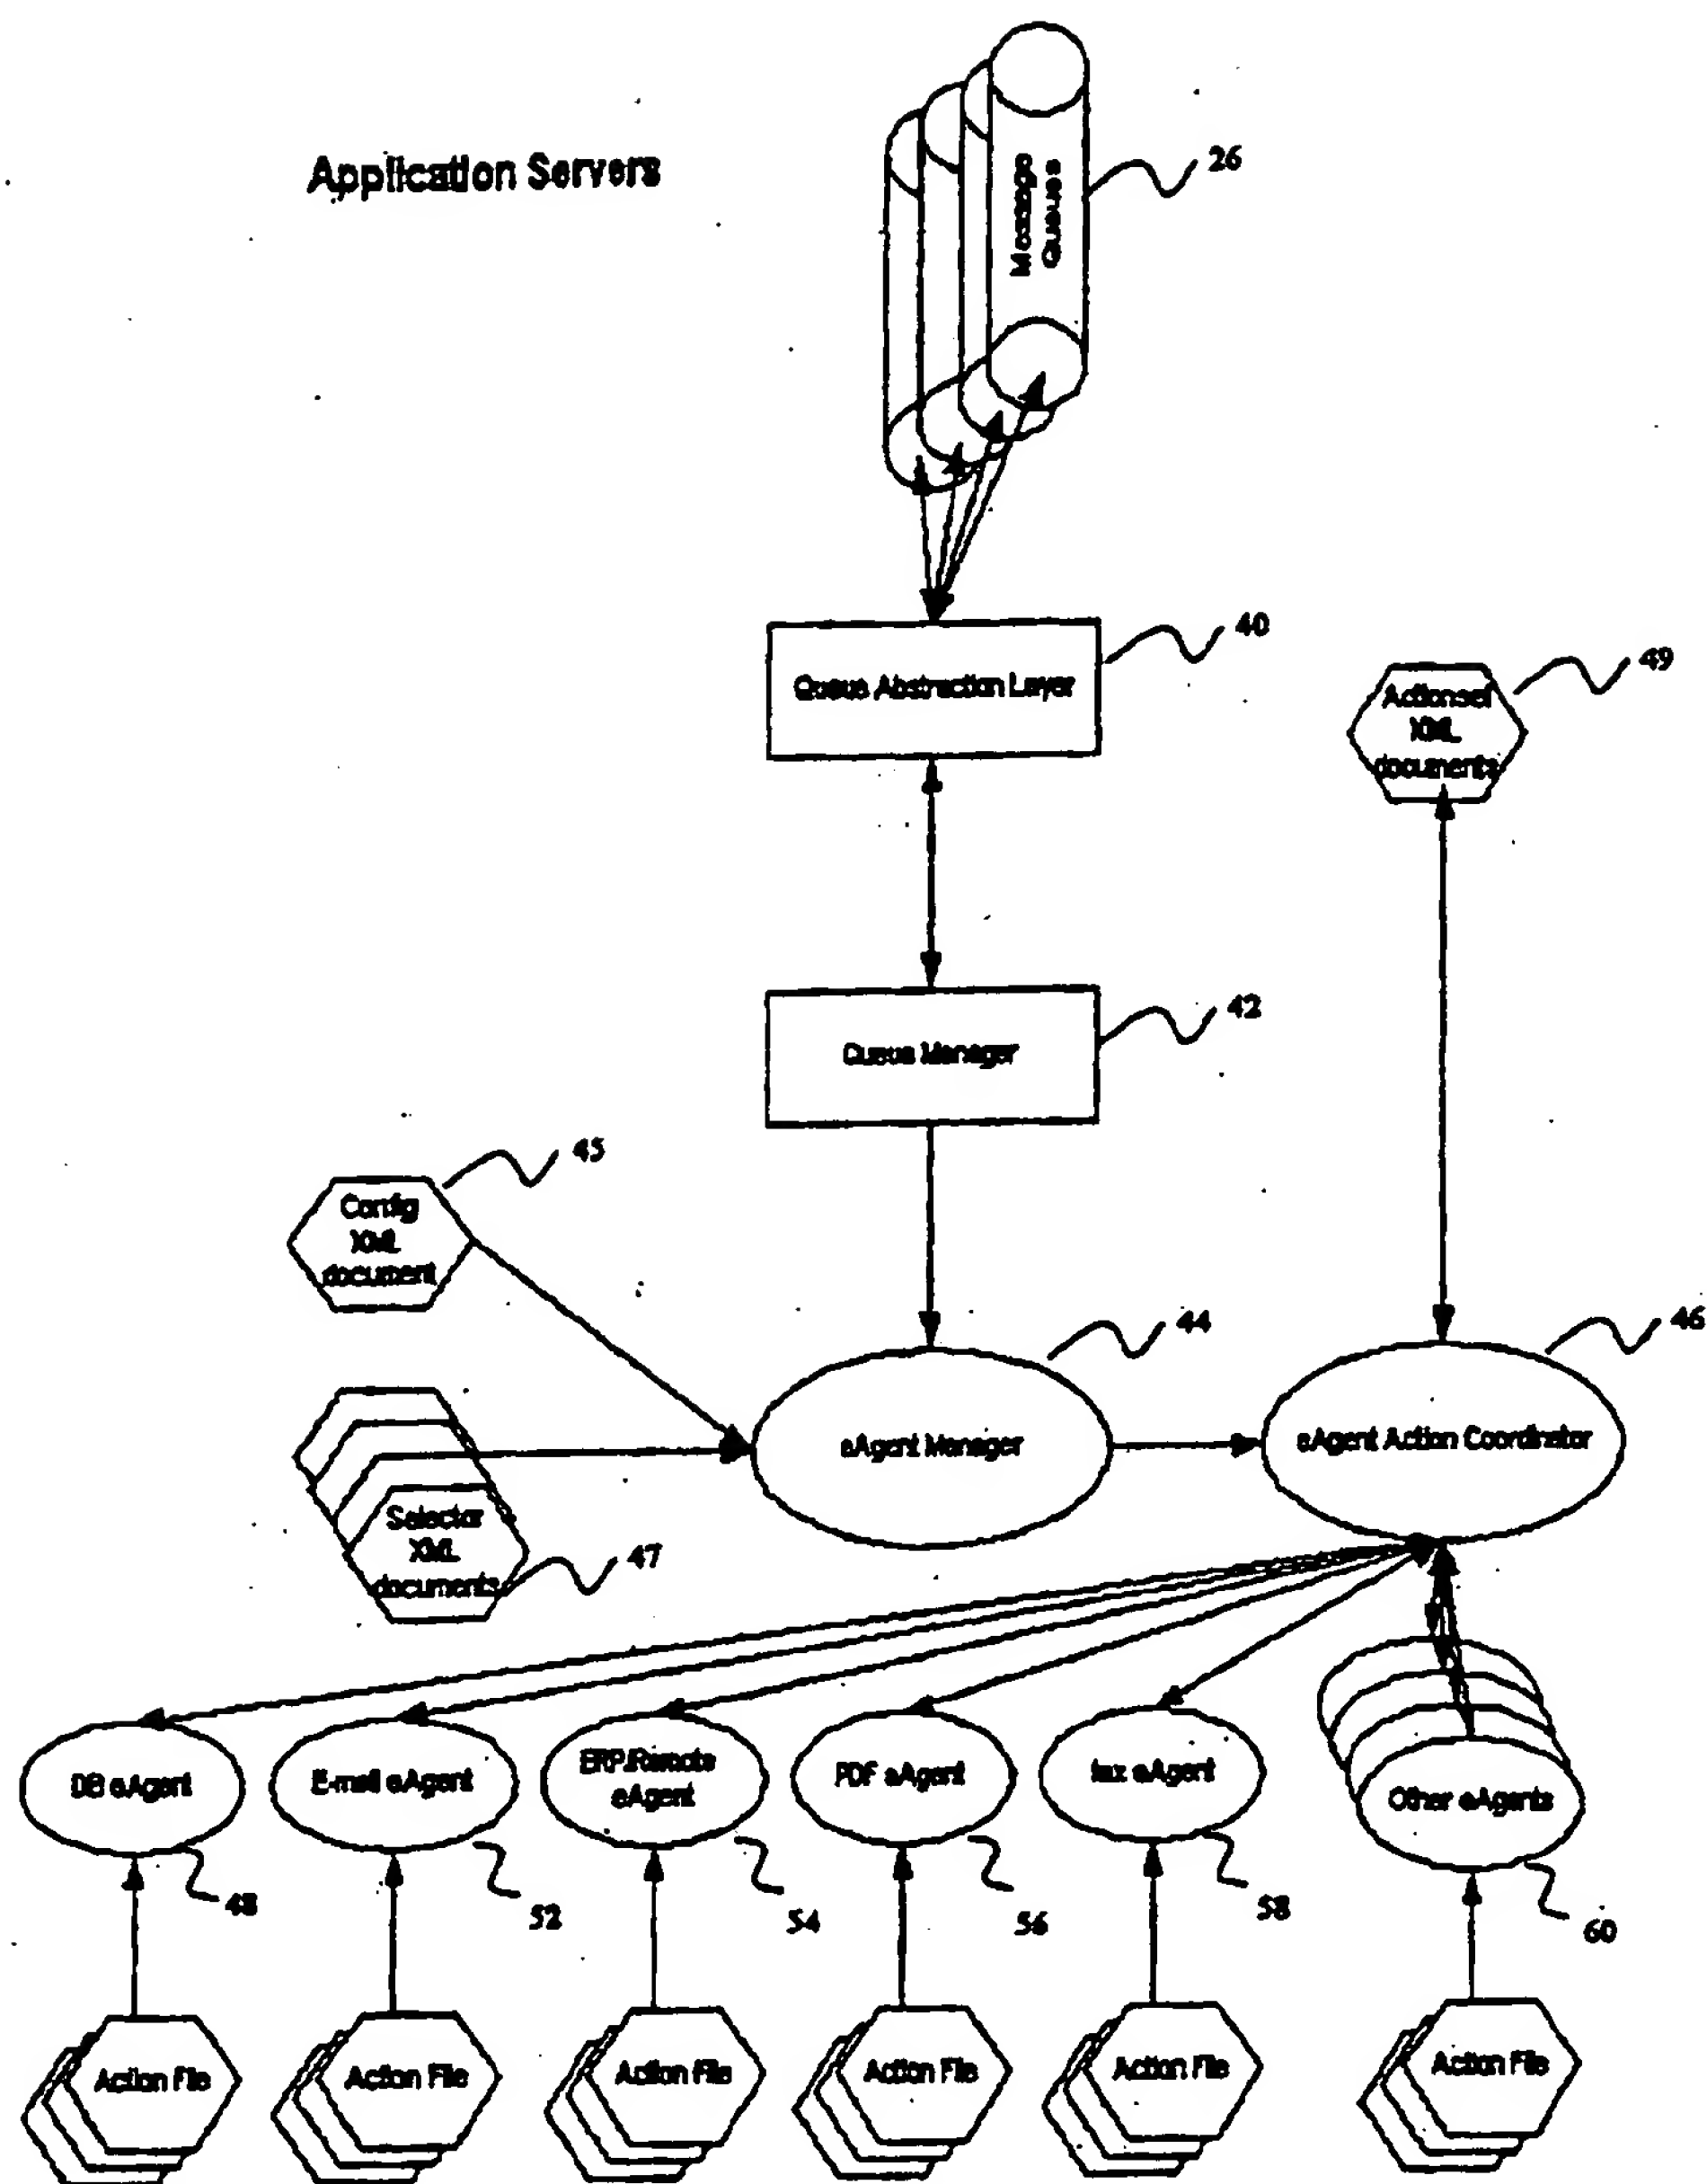 Application Servers
Message
Queues
26
Queue Abstraction Layer
40
Actionset
XML
documents
49
Queue Manager
42
Config
XML
document
45
44
46
eAgent Manager
eAgent Action Coordinator
Selector
XML
documents
47
DB eAgent
E-mail eAgent
ERP/Remote
eAgent
PDF eAgent
fax eAgent
Other eAgents
48
52
54
56
58
60
Action File
Action File
Action File
Action File
Action File
Action File